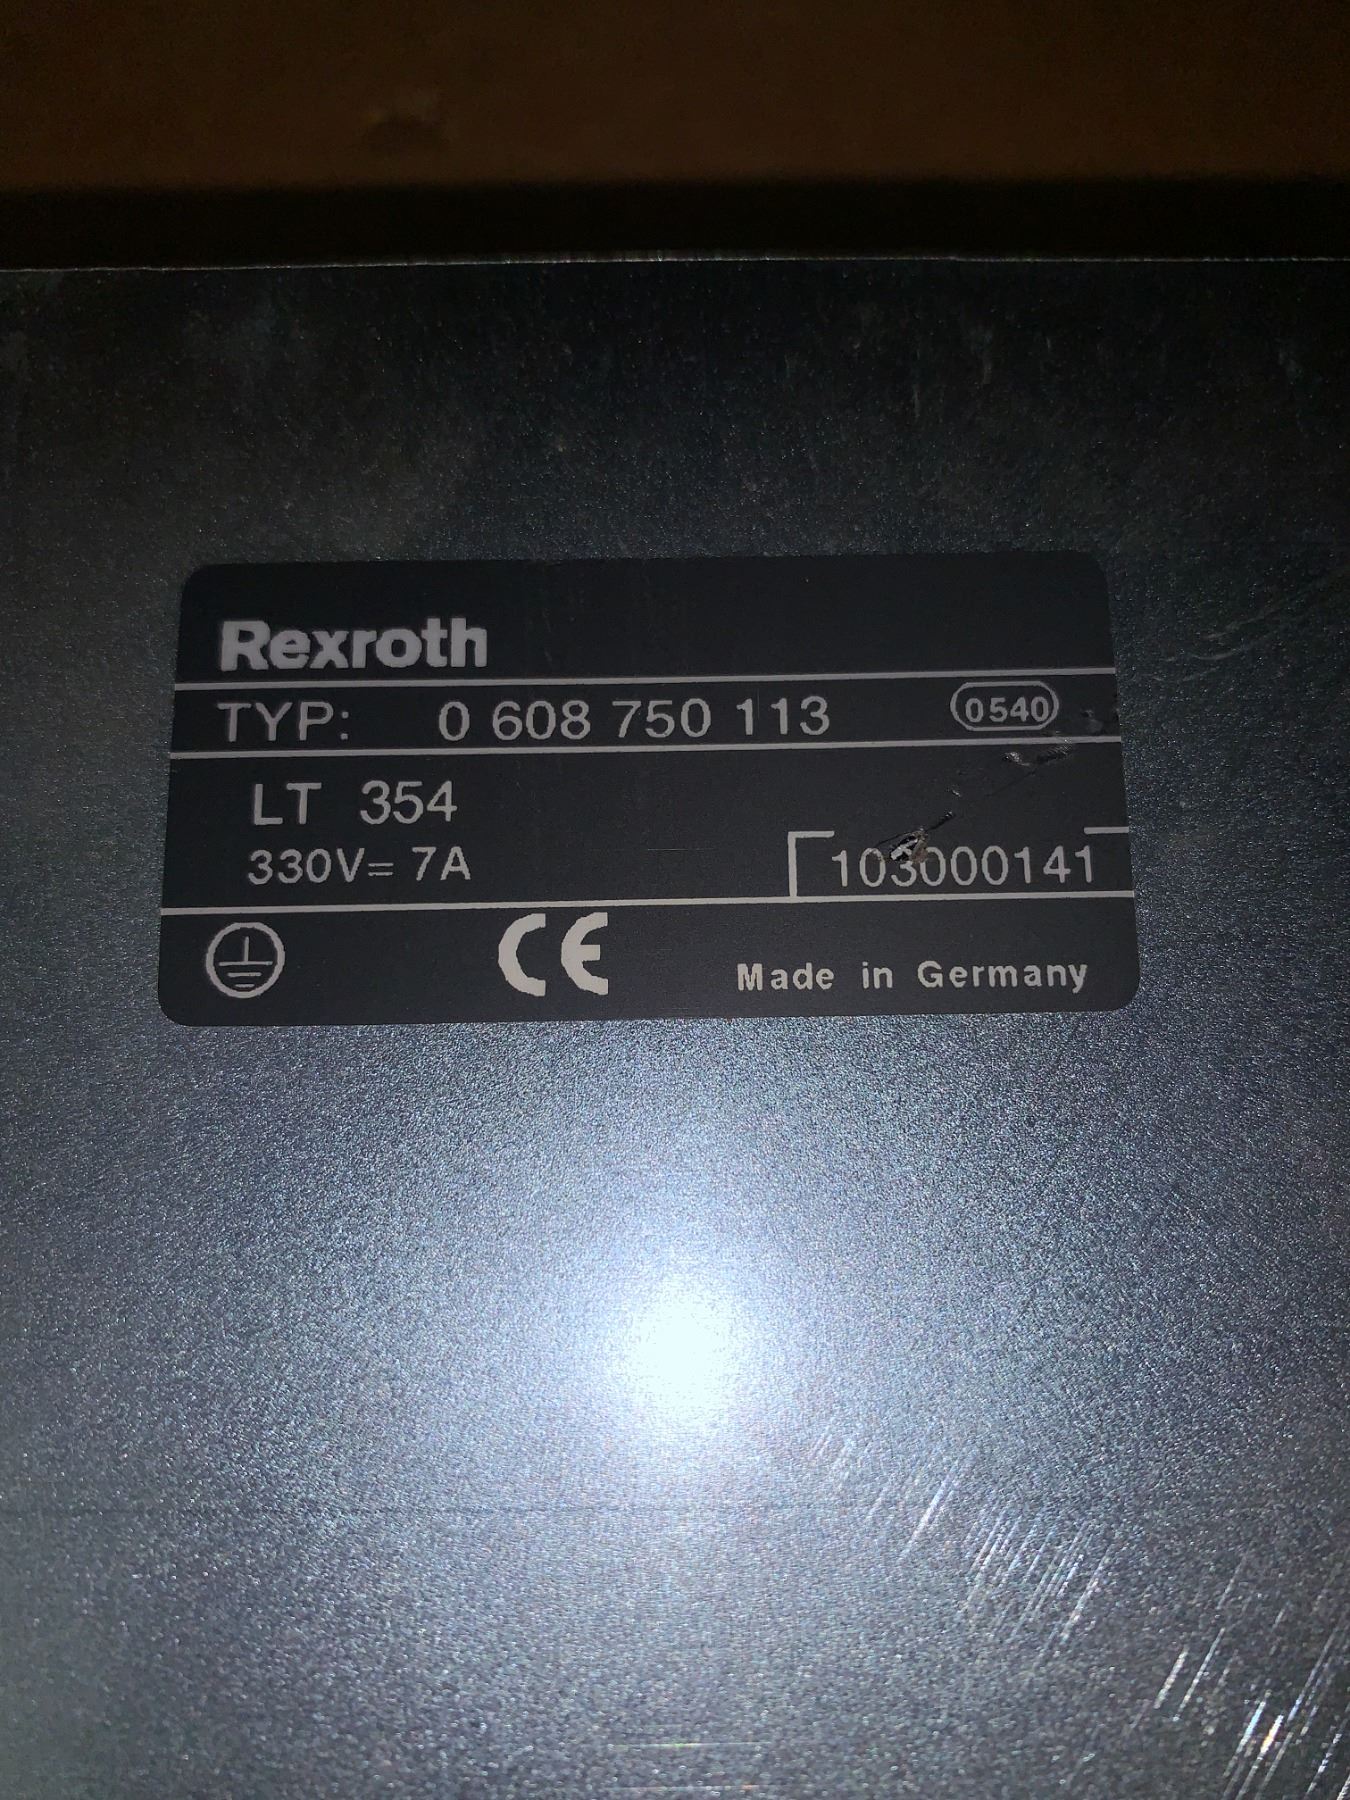 Rexroth
TYP: 0 608 750 113 0540
LT 354
330V= 7A 103000141
CE Made in Germany